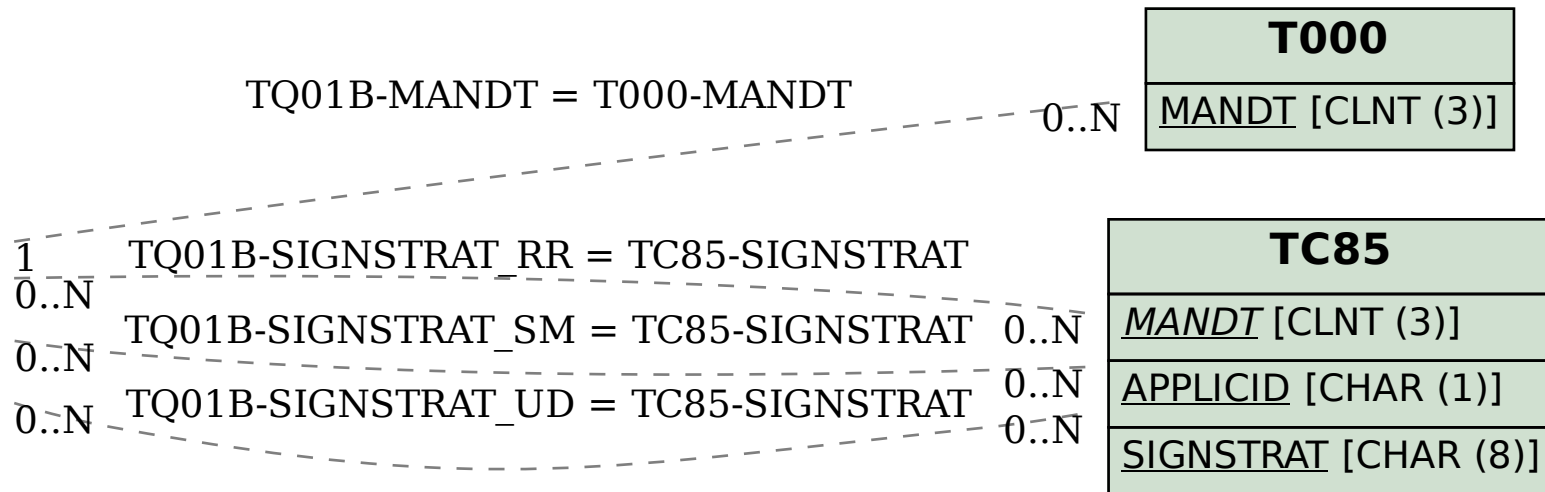 T000
TQ01B-MANDT = T000-MANDT
0..N
MANDT [CLNT (3)]
1
TQ01B-SIGNSTRAT_RR = TC85-SIGNSTRAT
TC85
0..N
TQ01B-SIGNSTRAT_SM = TC85-SIGNSTRAT
0..N
MANDT [CLNT (3)]
0..N
0..N
APPLICID [CHAR (1)]
TQ01B-SIGNSTRAT_UD = TC85-SIGNSTRAT
0..N
0..N
SIGNSTRAT [CHAR (8)]